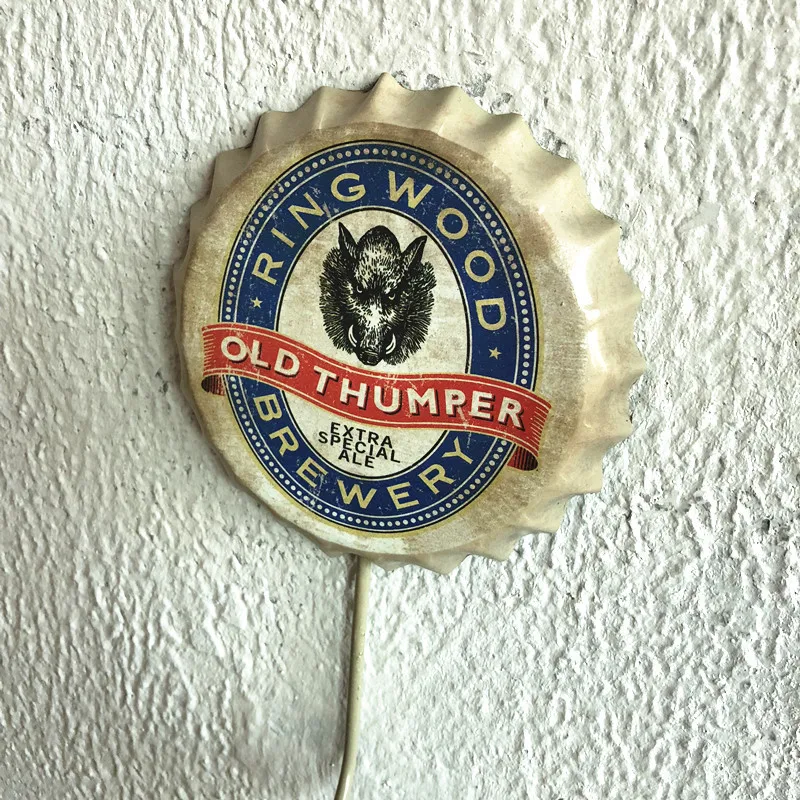 RINGWOOD
OLD THUMPER
EXTRA
SPECIAL
ALE
BREWERY